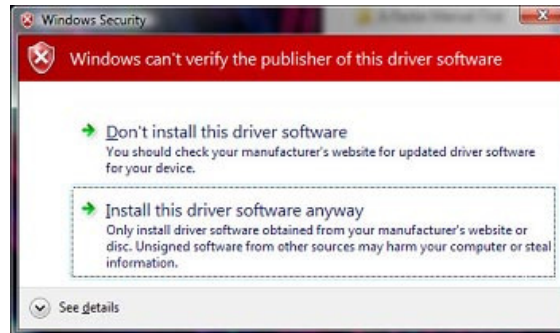 Windows Security
Windows can't verify the publisher of this driver software
Don't install this driver software
You should check your manufacturer's website for updated driver software
for your device.
Install this driver software anyway
Only install driver software obtained from your manufacturer's website or
disc. Unsigned software from other sources may harm your computer or steal
information.
See details